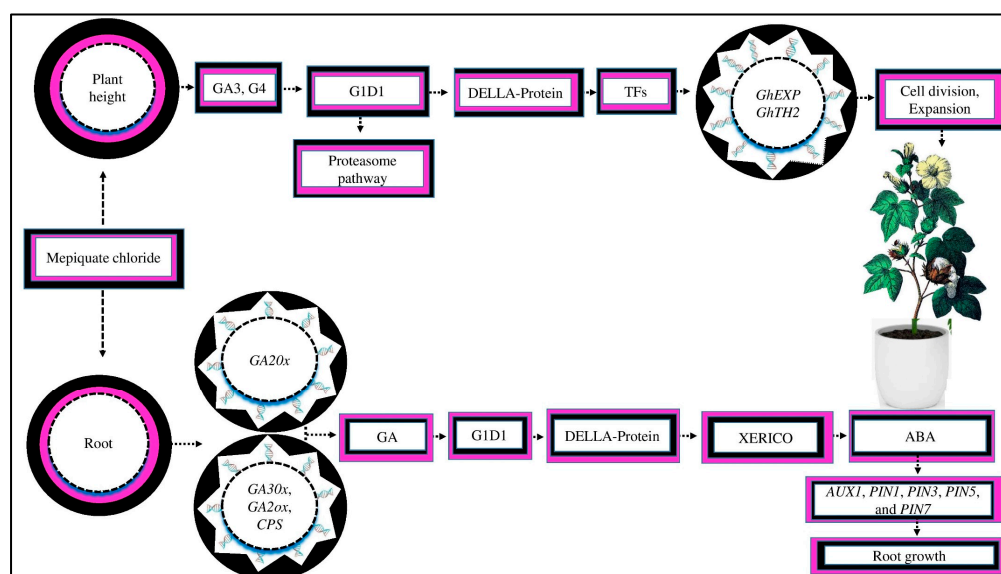 Plant
height
GA3, G4
G1D1
DELLA-Protein
TFs
GhEXP
GhTH2
Cell division,
Expansion
Proteasome
pathway
Mepiquate chloride
GA20x
Root
GA30x,
GA2ox,
CPS
GA
G1D1
DELLA-Protein
XERICO
ABA
AUX1, PIN1, PIN3, PIN5,
and PIN7
Root growth